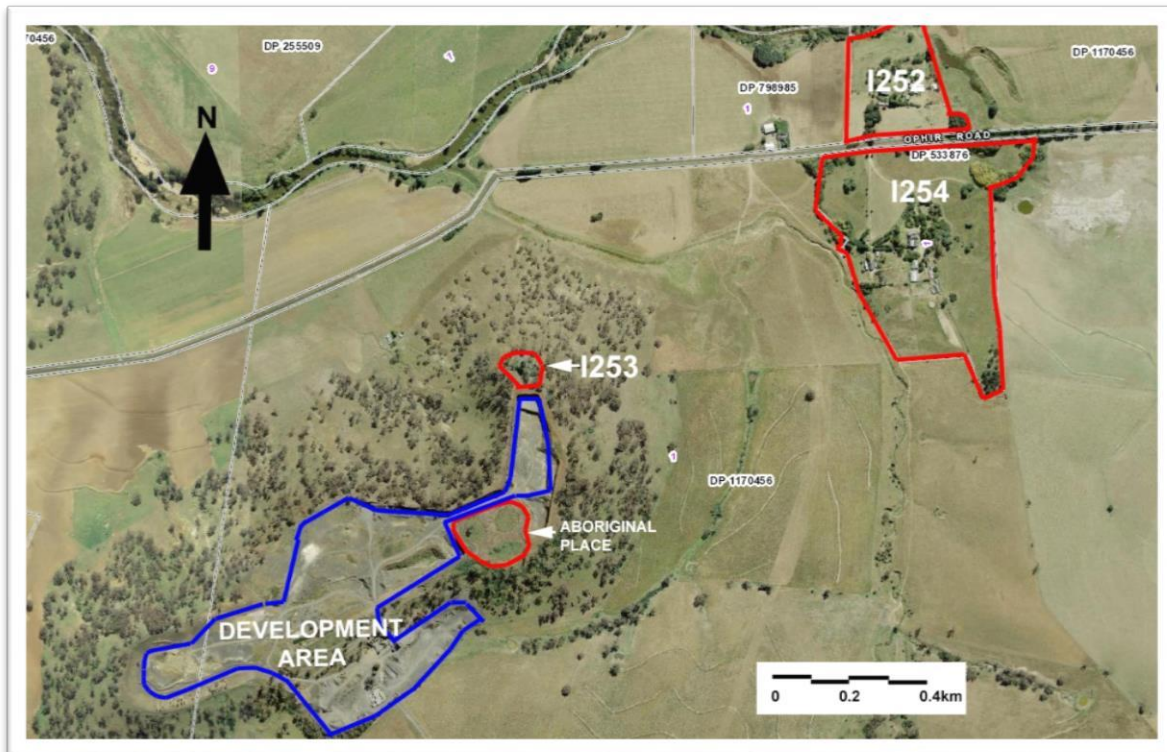 70456
DP 255509
DP 1170456
9
1
N
DP 798985
1
I252
OPHIR ROAD
DP 533876
I254
1
I253
1
DP 1170456
ABORIGINAL
PLACE
DEVELOPMENT
AREA
0 0.2 0.4km